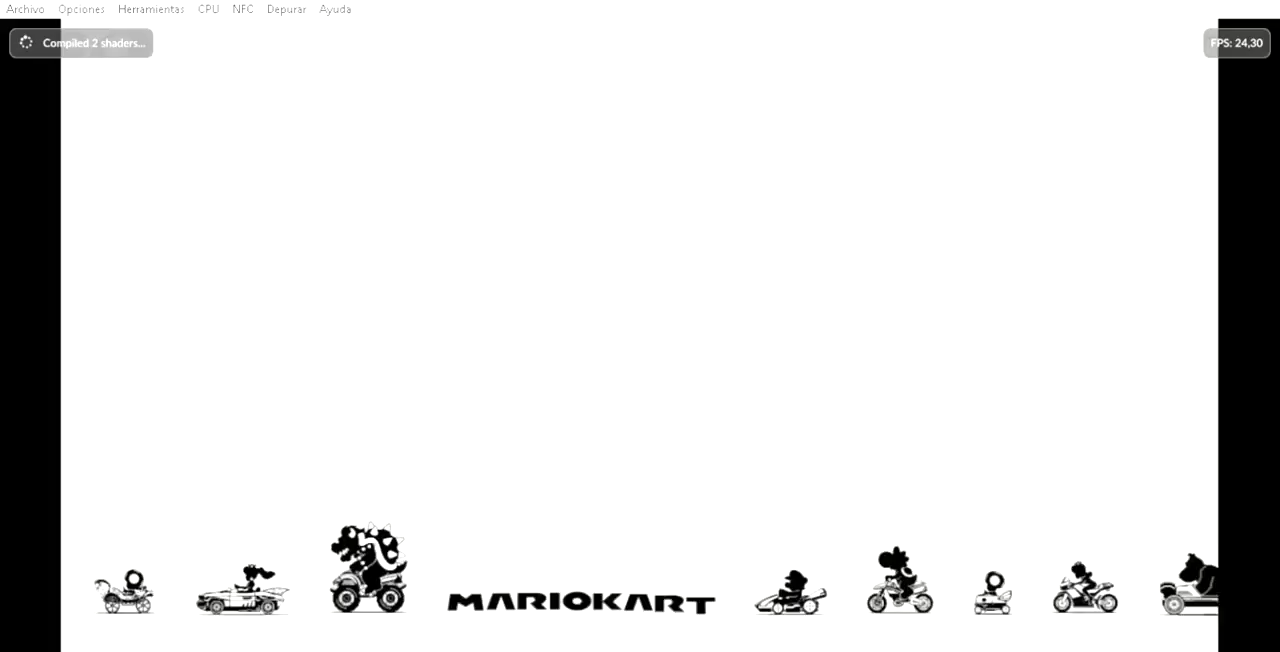 Archivo Opciones Herramientas CPU NFC Depurar Ayuda
Compiled 2 shaders...
FPS: 24,30
MARIOKART